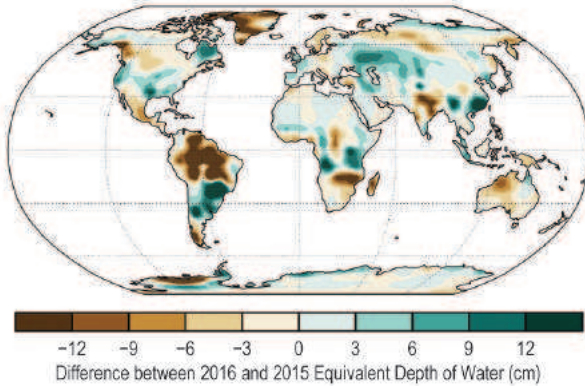 −12 −9 −6 −3 0 3 6 9 12
Difference between 2016 and 2015 Equivalent Depth of Water (cm)